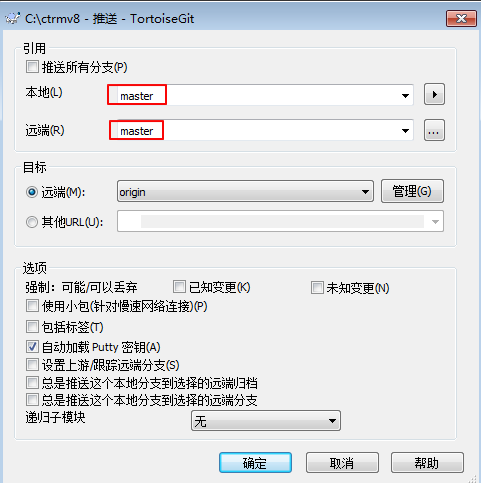 C:\ctrmv8 - 推送 - TortoiseGit
引用
推送所有分支(P)
本地(L) master
远端(R) master ...
目标
远端(M): origin 管理(G)
其他URL(U):
选项
强制：可能/可以丢弃 已知变更(K) 未知变更(N)
使用小包(针对慢速网络连接)(P)
包括标签(T)
自动加载 Putty 密钥(A)
设置上游/跟踪远端分支(S)
总是推送这个本地分支到选择的远端归档
总是推送这个本地分支到选择的远端分支
递归子模块 无
确定 取消 帮助